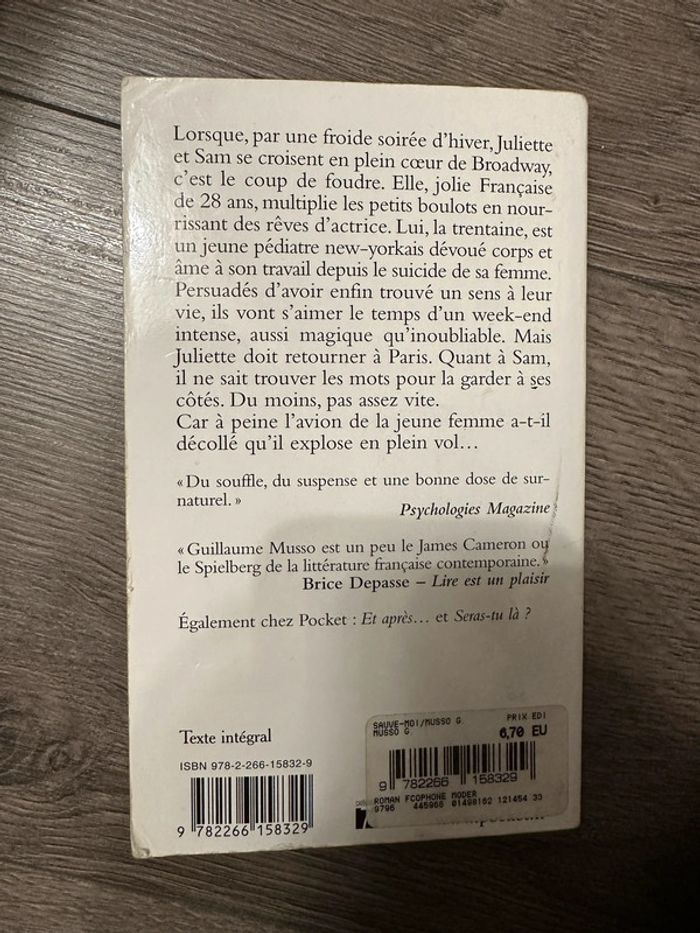 Lorsque, par une froide soirée d'hiver, Juliette
et Sam se croisent en plein cœur de Broadway,
c'est le coup de foudre. Elle, jolie Française
de 28 ans, multiplie les petits boulots en nour-
rissant des rêves d'actrice. Lui, la trentaine, est
un jeune pédiatre new-yorkais dévoué corps et
âme à son travail depuis le suicide de sa femme.
Persuadés d'avoir enfin trouvé un sens à leur
vie, ils vont s'aimer le temps d'un week-end
intense, aussi magique qu'inoubliable. Mais
Juliette doit retourner à Paris. Quant à Sam,
il ne sait trouver les mots pour la garder à ses
côtés. Du moins, pas assez vite.
Car à peine l'avion de la jeune femme a-t-il
décollé qu'il explose en plein vol…
« Du souffle, du suspense et une bonne dose de sur-
naturel. »
Psychologies Magazine
« Guillaume Musso est un peu le James Cameron ou
le Spielberg de la littérature française contemporaine. »
Brice Depasse – Lire est un plaisir
Également chez Pocket : Et après… et Seras-tu là ?
Texte intégral
ISBN 978-2-266-15832-9
9 782266 158329
SAUVE-MOI/MUSSO G. PRIX EDI
MUSSO G 6,70 EU
9 782266 158329
ROMAN FCOPHONE MODER
9796 445966 01498162 121454 33